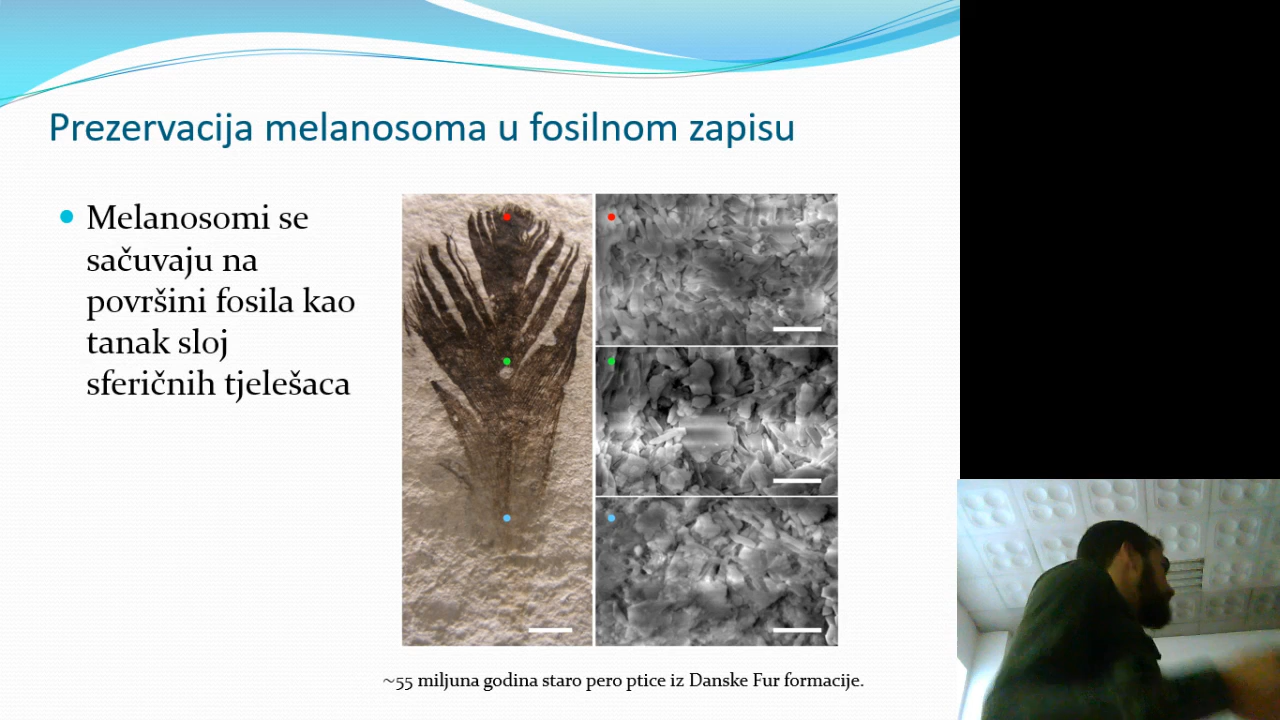 Prezervacija melanosoma u fosilnom zapisu
Melanosomi se
sačuvaju na
površini fosila kao
tanak sloj
sferičnih tjelešaca
~55 miljuna godina staro pero ptice iz Danske Fur formacije.